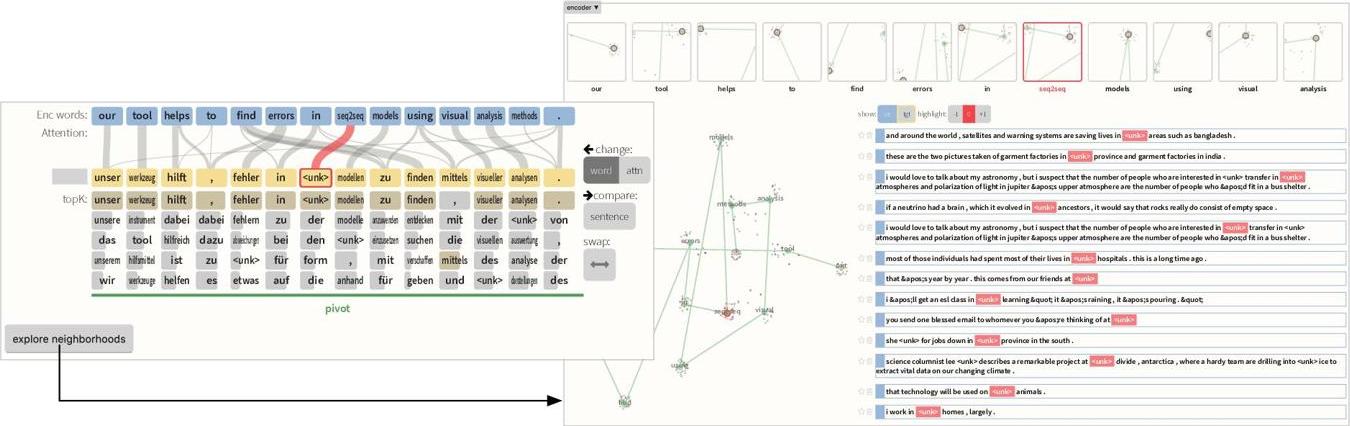 Enc words: our tool helps to find errors in seq2seq models using visual analysis methods .
Attention:
unser werkzeug hilft , fehler in <unk> modellen zu finden mittels visueller analysen .
topK: unser werkzeug hilft , fehler in <unk> modellen zu finden , visueller analysen .
unsere instrument dabei dabei fehlern zu der modelle anzuwenden entdecken mit der <unk> von
das tool hilfreich dazu bei den <unk> einzusetzen suchen die visuellen auswertung ,
unserem hilfsmittel ist zu <unk> für form , mit verschaffen mittels des analyse der
wir werkzeuge helfen es etwas auf die anhand für geben und <unk> des
pivot
change:
word attn
compare:
sentence
swap:
explore neighborhoods
encoder ▼
our tool helps to find errors in seq2seq models using visual analysis
models
methods
analysis
errors
tool
seq2seq
visual
using
show: src tgt highlight: -1 0 +1
and around the world , satellites and warning systems are saving lives in <unk> areas such as bangladesh .
these are the two pictures taken of garment factories in <unk> province and garment factories in india .
i would love to talk about my astronomy , but i suspect that the number of people who are interested in <unk> transfer in <unk>
atmospheres and polarization of light in jupiter &apos;s upper atmosphere are the number of people who &apos;d fit in a bus shelter .
if a neutrino had a brain , which it evolved in <unk> ancestors , it would say that rocks really do consist of empty space .
i would love to talk about my astronomy , but i suspect that the number of people who are interested in <unk> transfer in <unk>
atmospheres and polarization of light in jupiter &apos;s upper atmosphere are the number of people who &apos;d fit in a bus shelter .
most of those individuals had spent most of their lives in <unk> hospitals . this is a long time ago .
that &apos;s year by year . this comes from our friends at <unk>
i &apos;ll get an esl class in <unk> learning &quot; it &apos;s raining , it &apos;s pouring . &quot;
you send one blessed email to whomever you &apos;re thinking of at <unk>
she <unk> for jobs down in <unk> province in the south .
science columnist lee <unk> describes a remarkable project at <unk> divide , antarctica , where a hardy team are drilling into <unk> ice to
extract vital data on our changing climate .
that technology will be used on <unk> animals .
i work in <unk> homes , largely .